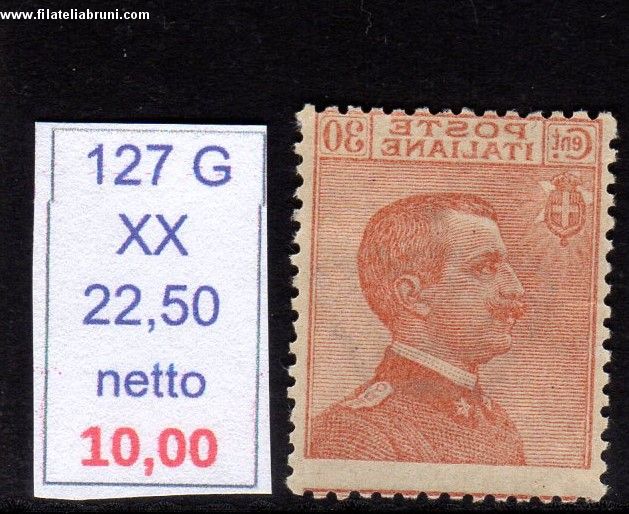 www.filateliabruni.com
127 G
XX
22,50
netto
10,00
Cent. POSTE 30
ITALIANE